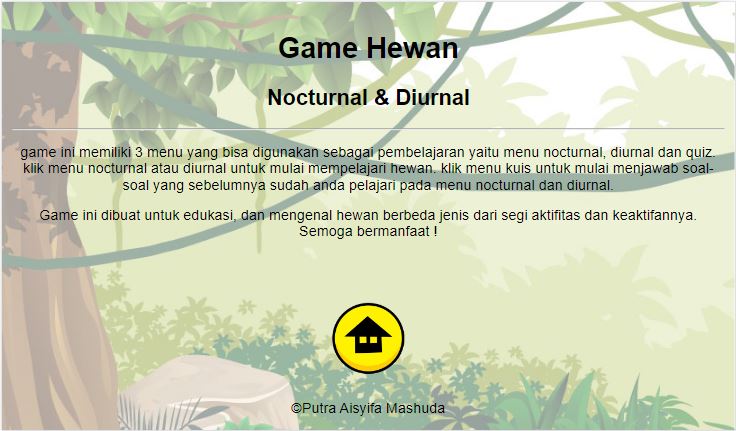 Game Hewan
Nocturnal & Diurnal
game ini memiliki 3 menu yang bisa digunakan sebagai pembelajaran yaitu menu nocturnal, diurnal dan quiz.
klik menu nocturnal atau diurnal untuk mulai mempelajari hewan. klik menu kuis untuk mulai menjawab soal-
soal yang sebelumnya sudah anda pelajari pada menu nocturnal dan diurnal.
Game ini dibuat untuk edukasi, dan mengenal hewan berbeda jenis dari segi aktifitas dan keaktifannya.
Semoga bermanfaat !
©Putra Aisyifa Mashuda